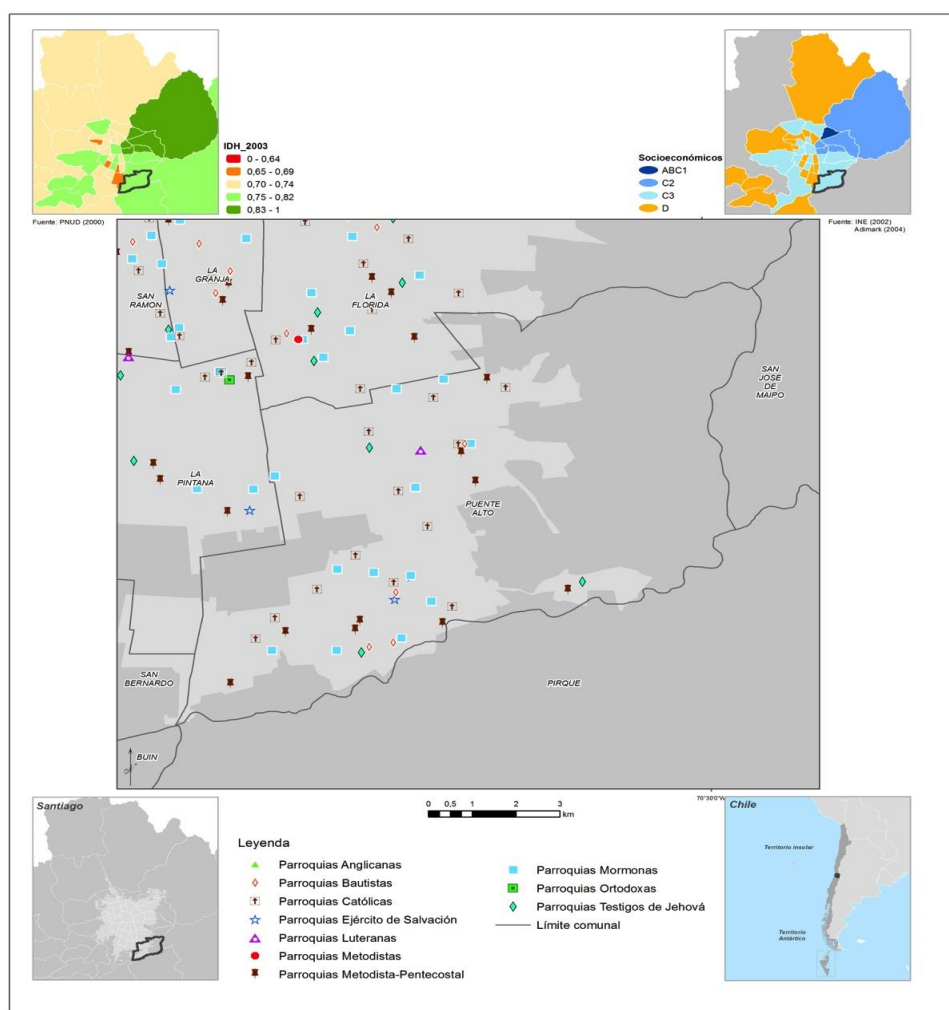 IDH_2003
0 - 0,64
0,65 - 0,69
0,70 - 0,74
0,75 - 0,82
0,83 - 1
Fuente: PNUD (2000)
Socioeconómicos
ABC1
C2
C3
D
Fuente: INE (2002)
Adimark (2004)
LA
GRANJA
SAN
RAMON
LA
FLORIDA
SAN
JOSE
DE
MAIPO
LA
PINTANA
PUENTE
ALTO
SAN
BERNARDO
PIRQUE
BUIN
70°30'0"W
Santiago
0 0,5 1 2 3
km
Chile
Territorio insular
Territorio
Antártico
Leyenda
Parroquias Anglicanas
Parroquias Bautistas
Parroquias Católicas
Parroquias Ejército de Salvación
Parroquias Luteranas
Parroquias Metodistas
Parroquias Metodista-Pentecostal
Parroquias Mormonas
Parroquias Ortodoxas
Parroquias Testigos de Jehová
Límite comunal